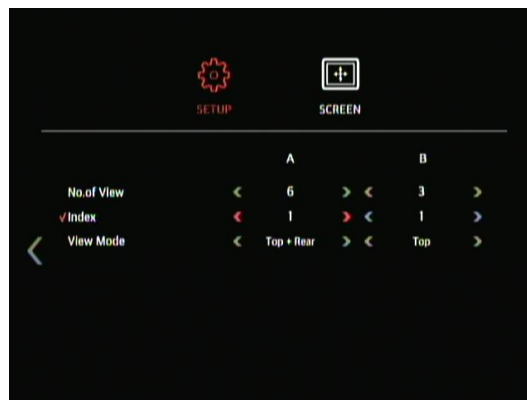 SETUP SCREEN
A B
No.of View 6 3
Index 1 1
View Mode Top + Rear Top